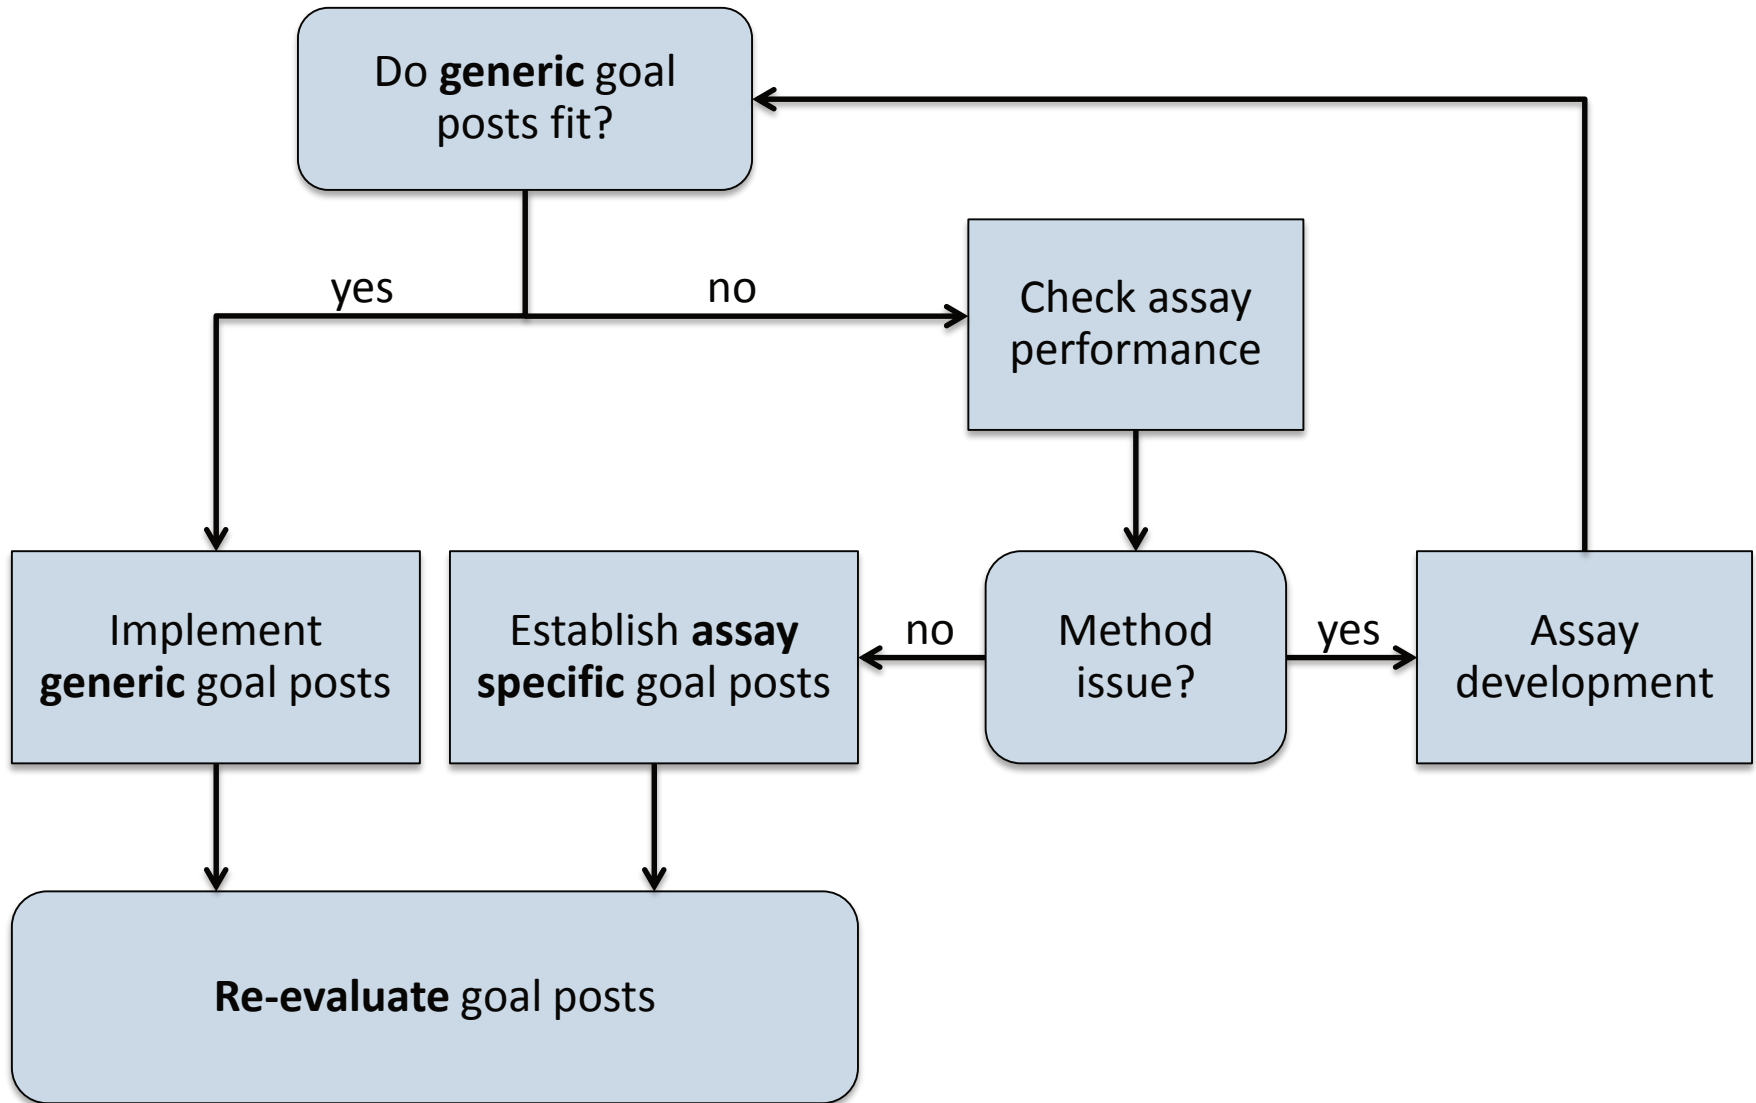 Do generic goal
posts fit?
yes
no
Check assay
performance
Implement
generic goal posts
Establish assay
specific goal posts
no
Method
issue?
yes
Assay
development
Re-evaluate goal posts